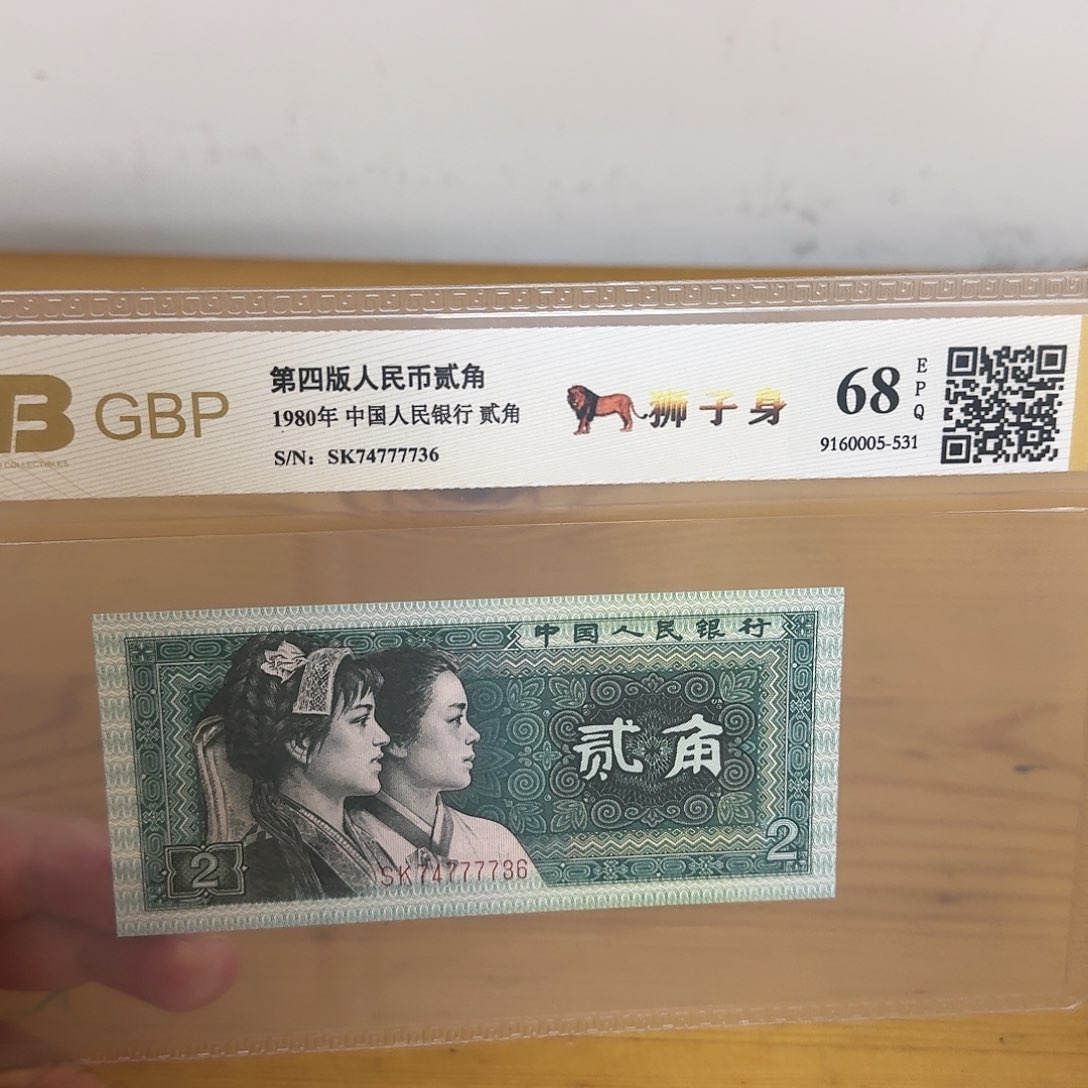 GBP
第四版人民币贰角
1980年 中国人民银行 贰角
S/N: SK74777736
狮子身
68
EPQ
9160005-531
中国人民银行
贰角
2
2
SK74777736